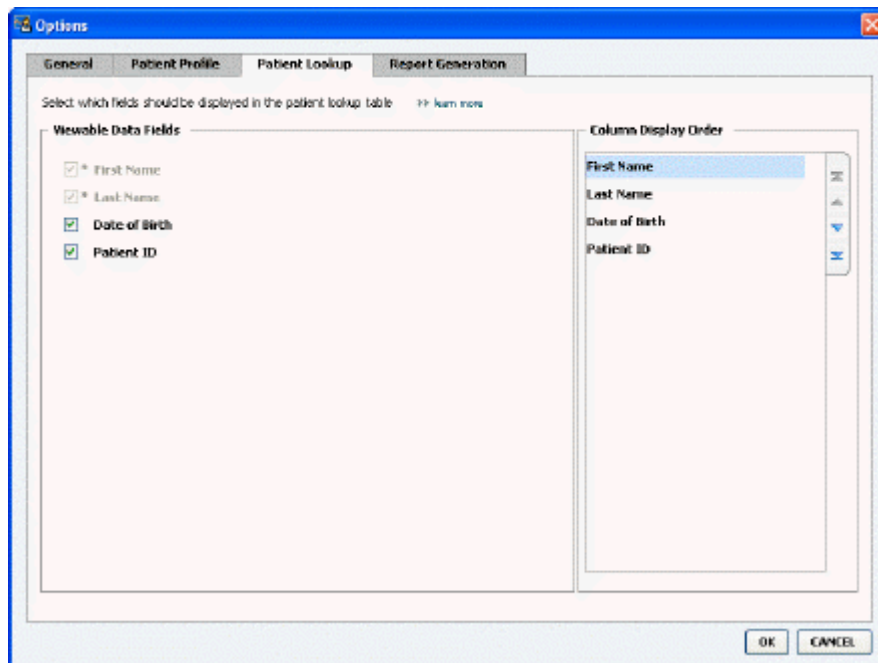 Options
General Patient Profile Patient Lookup Report Generation
Select which fields should be displayed in the patient lookup table >> learn more
Viewable Data Fields
* First Name
* Last Name
Date of Birth
Patient ID
Column Display Order
First Name
Last Name
Date of Birth
Patient ID
OK CANCEL